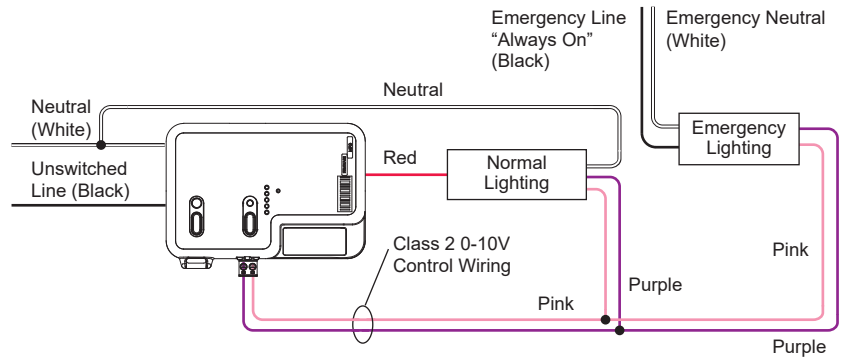 Emergency Line
“Always On”
(Black)
Emergency Neutral
(White)
Neutral
Neutral
(White)
Unswitched
Line (Black)
Red
Normal
Lighting
Emergency
Lighting
Class 2 0-10V
Control Wiring
Pink
Purple
Pink
Purple